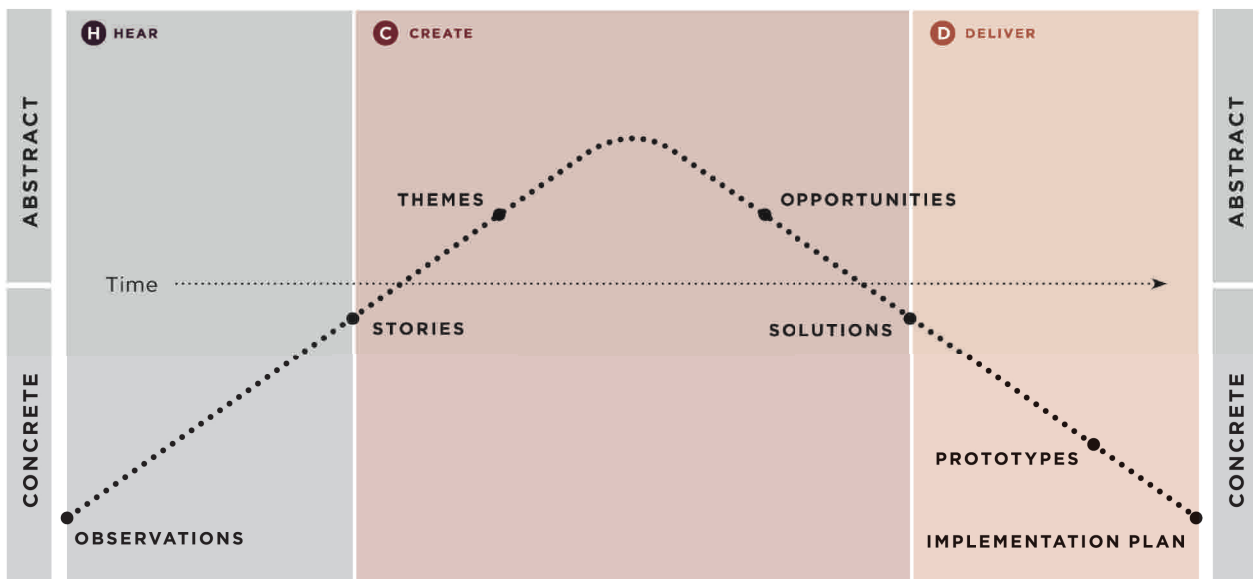 H HEAR
C CREATE
D DELIVER
ABSTRACT
ABSTRACT
THEMES
OPPORTUNITIES
Time
STORIES
SOLUTIONS
CONCRETE
CONCRETE
PROTOTYPES
OBSERVATIONS
IMPLEMENTATION PLAN